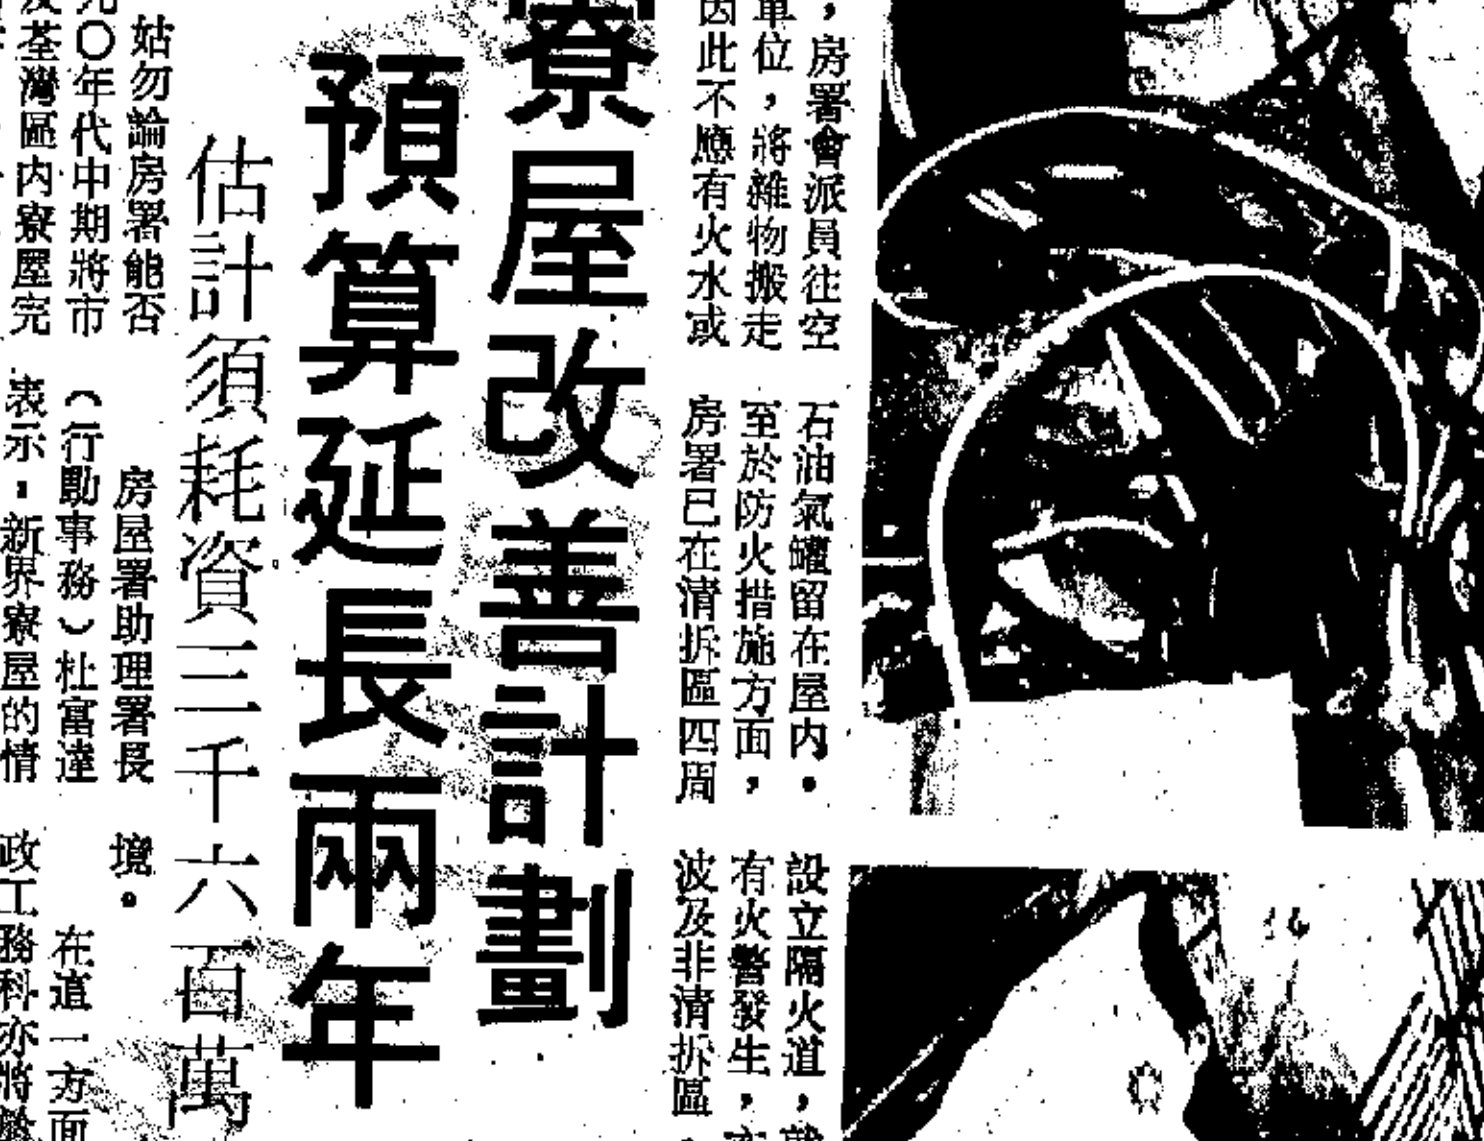 ，房署會派員往空
單位，將雜物搬走
因此不應有火水或
石油氣罐留在屋內。
至於防火措施方面，
房署已在清拆區四周
設立隔火道，
有火警發生，
波及非清拆區
寮屋改善計劃
預算延長兩年
估計須耗資三千六百萬
姑勿論房署能否
〇年代中期將市
及荃灣區内寮屋完
房屋署助理署長
（行動事務）杜富達
表示：新界寮屋的情
境。
在這一方面
政工務科亦將